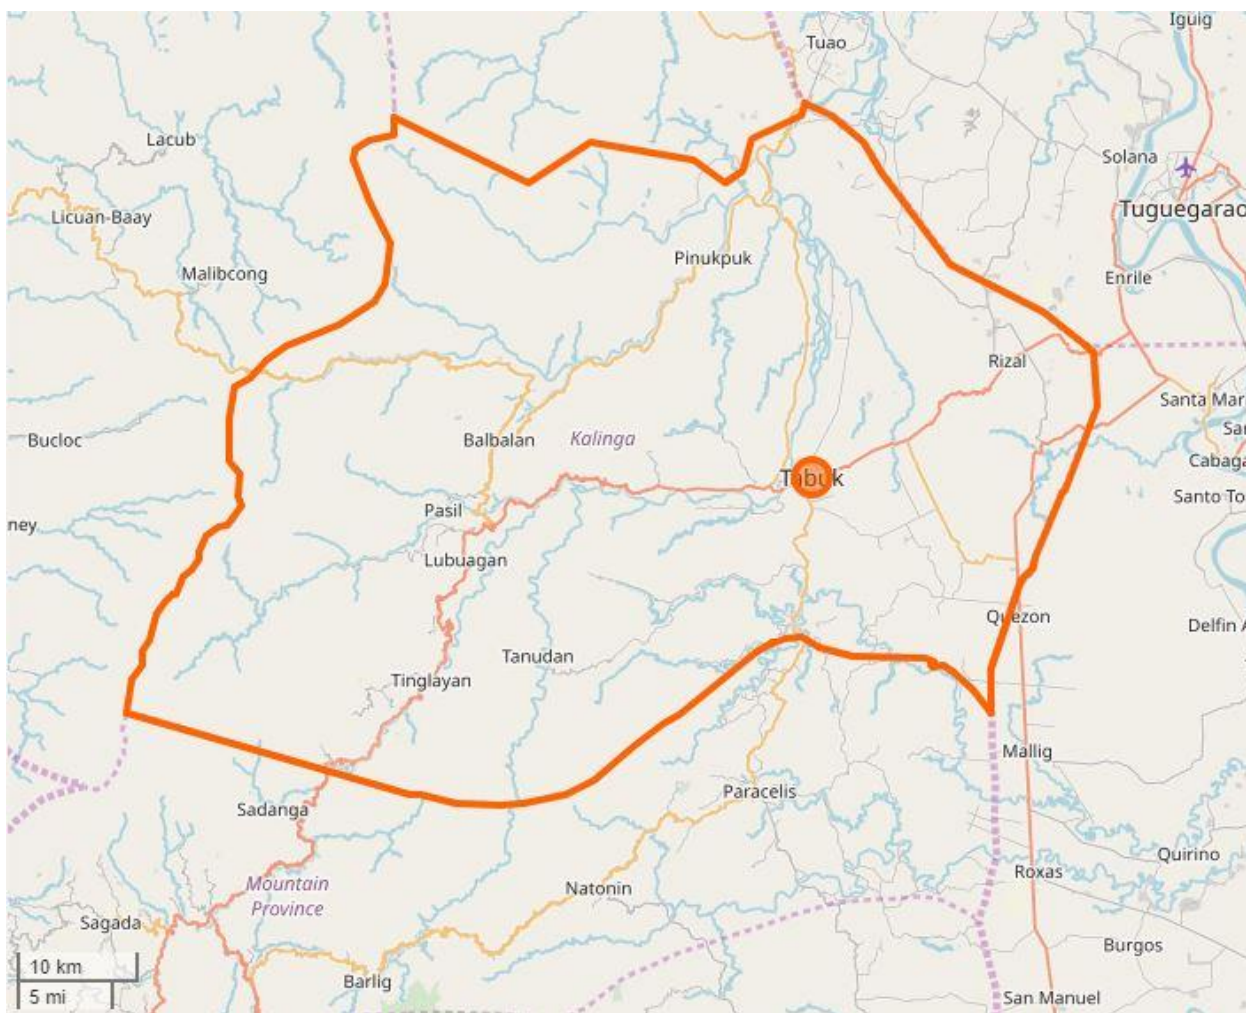 Iguig
Tuao
Lacub
Solana
Tuguegarao
Licuan-Baay
Pinukpuk
Malibcong
Enrile
Rizal
Santa Mar
Bucloc
Balbalan
Kalinga
San
Cabaga
Tabuk
Santo To
Pasil
ney
Lubuagan
Quezon
Delfin A
Tanudan
Tinglayan
Mallig
Paracelis
Sadanga
Quirino
Roxas
Mountain
Province
Natonin
Sagada
Burgos
10 km
Barlig
5 mi
San Manuel